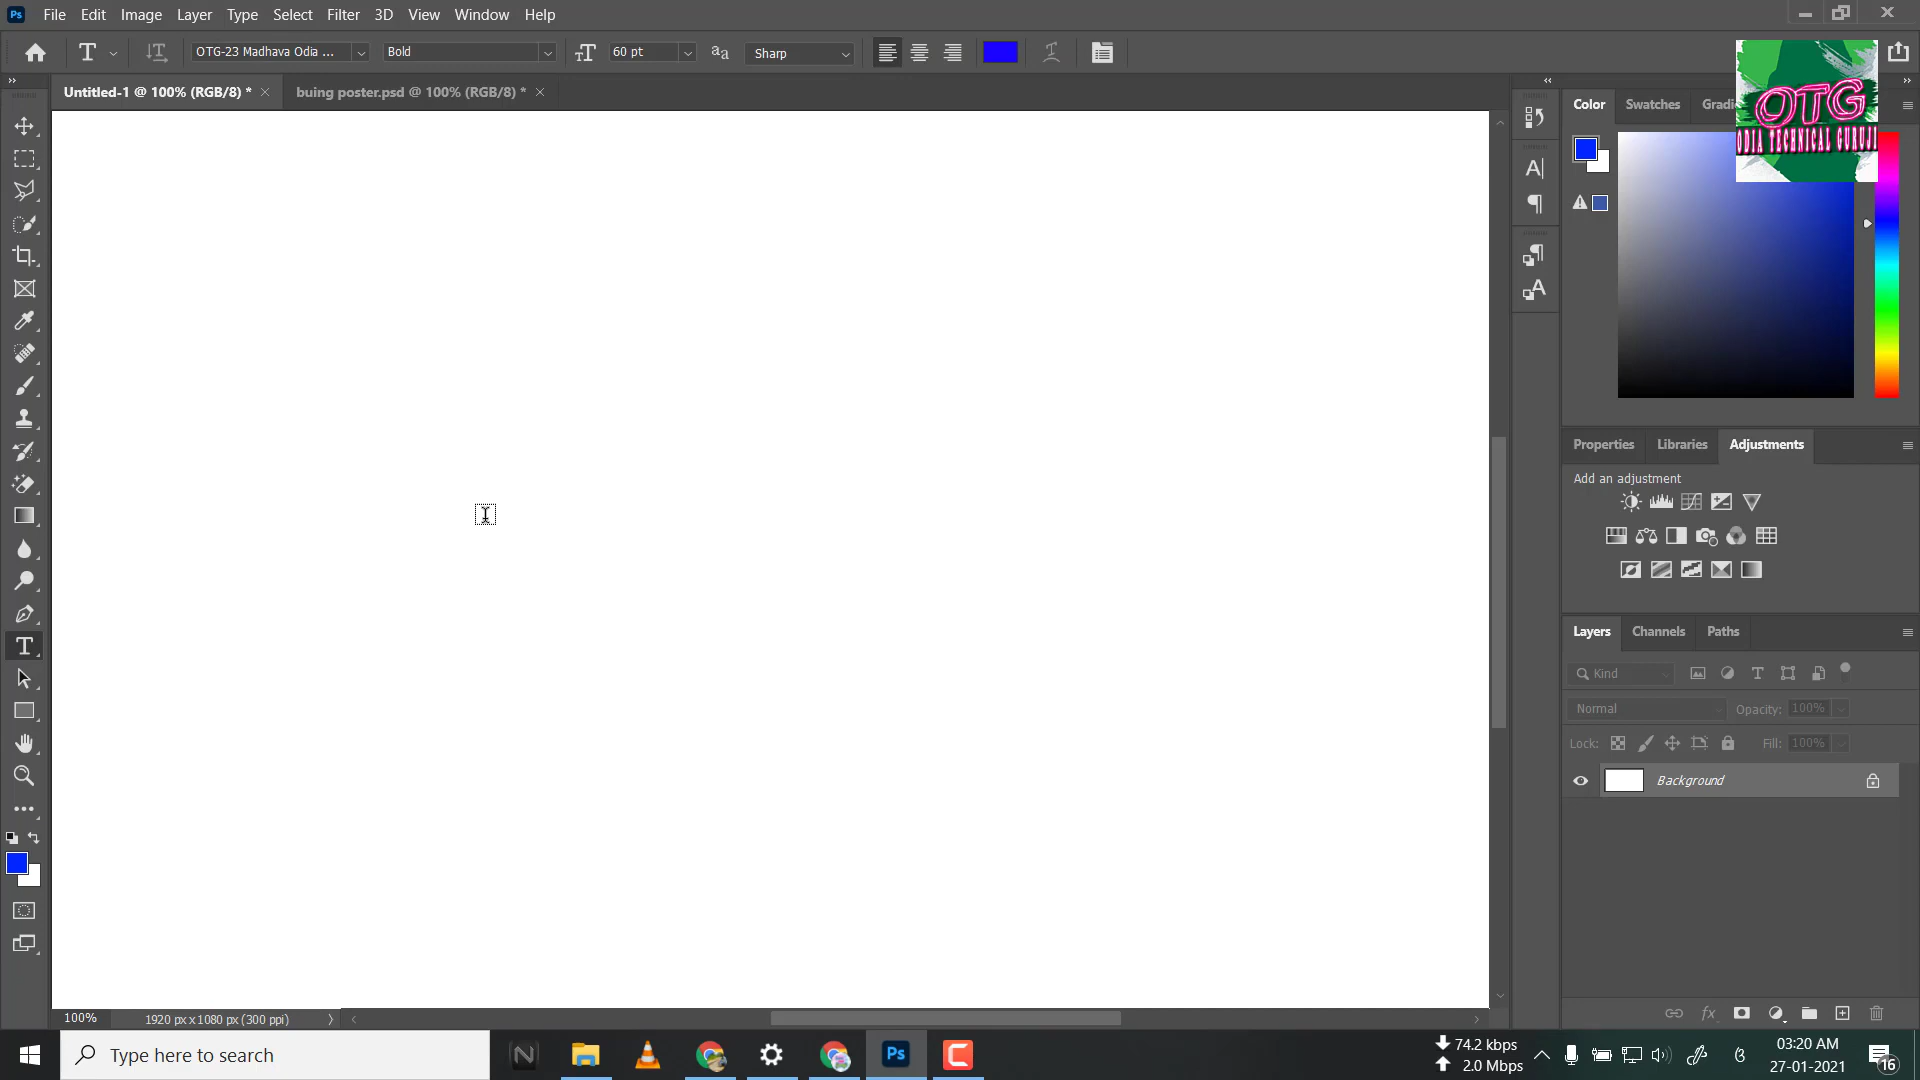 Ps File Edit Image Layer Type Select Filter 3D View Window Help
T OTG-23 Madhava Odia ... Bold 60 pt Sharp
Untitled-1 @ 100% (RGB/8) * buing poster.psd @ 100% (RGB/8) *
Color Swatches
OTG
ODIA TECHNICAL GURUJI
Properties Libraries Adjustments
Add an adjustment
Layers Channels Paths
Kind
Normal Opacity: 100%
Lock: Fill: 100%
Background
100% 1920 px x 1080 px (300 ppi)
Type here to search
74.2 kbps
2.0 Mbps
03:20 AM
27-01-2021
16